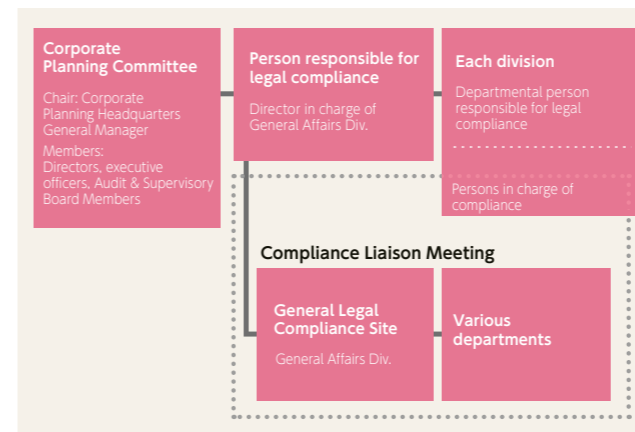 Corporate
Planning Committee
Chair: Corporate
Planning Headquarters
General Manager
Members:
Directors, executive
officers, Audit & Supervisory
Board Members
Person responsible for
legal compliance
Director in charge of
General Affairs Div.
Each division
Departmental person
responsible for legal
compliance
Persons in charge of
compliance
Compliance Liaison Meeting
General Legal
Compliance Site
General Affairs Div.
Various
departments